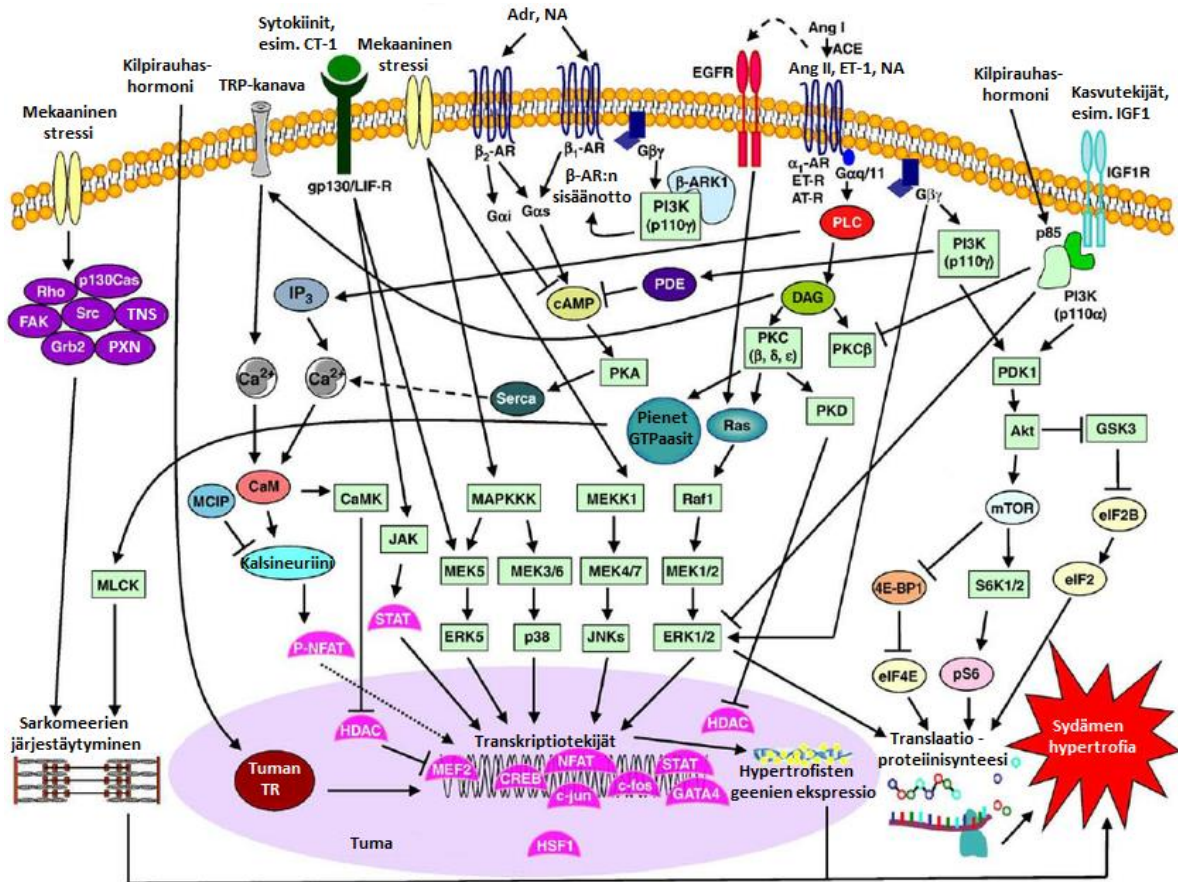 Adr, NA
Ang I
ACE
Sytokiinit,
esim. CT-1
Mekaaninen
stressi
Kilpirauhas-
hormoni
TRP-kanava
EGFR
Ang II, ET-1, NA
Kilpirauhas-
hormoni
Kasvutekijät,
esim. IGF1
Mekaaninen
stressi
gp130/LIF-R
β2-AR
β1-AR
Gβγ
β-AR:n
sisäänotto
β-ARK1
PI3K
(p110γ)
α1-AR
ET-R
AT-R
Gαq/11
Gβγ
IGF1R
p85
Gαi
Gαs
PLC
PI3K
(p110γ)
PI3K
(p110α)
Rho
p130Cas
FAK
Src
TNS
Grb2
PXN
IP3
cAMP
PDE
DAG
PKC
(β, δ, ε)
PKCβ
Ca2+
Ca2+
Serca
PKA
PKD
PDK1
Pienet
GTPaasit
Ras
Akt
GSK3
MCIP
CaM
CaMK
MAPKKK
MEKK1
Raf1
mTOR
eIF2B
Kalsineuriini
JAK
MLCK
MEK5
MEK3/6
MEK4/7
MEK1/2
4E-BP1
S6K1/2
eIF2
STAT
P-NFAT
ERK5
p38
JNKs
ERK1/2
eIF4E
pS6
Sarkomeerien
järjestäytyminen
HDAC
HDAC
Transkriptiotekijät
MEF2
CREB
NFAT
c-jun
c-fos
STAT
GATA4
Hypertrofisten
geenien ekspressio
Translaatio -
proteiinisynteesi
Sydämen
hypertrofia
Tuman
TR
Tuma
HSF1